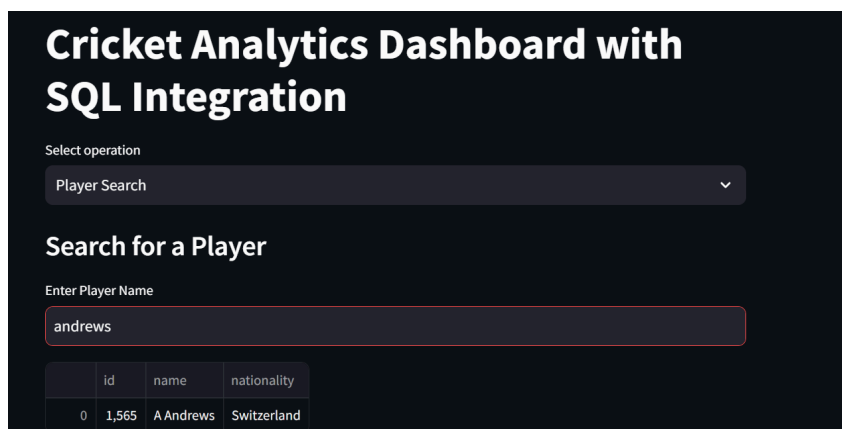 Cricket Analytics Dashboard with
SQL Integration
Select operation
Player Search
Search for a Player
Enter Player Name
andrews
id name nationality
0 1,565 A Andrews Switzerland